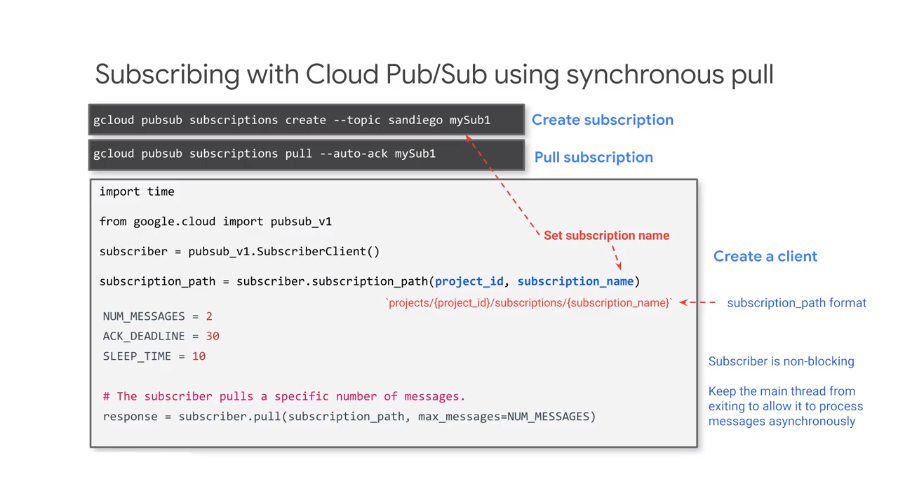 Subscribing with Cloud Pub/Sub using synchronous pull
gcloud pubsub subscriptions create --topic sandiego mySub1
Create subscription
gcloud pubsub subscriptions pull --auto-ack mySub1
Pull subscription
import time
from google.cloud import pubsub_v1
subscriber = pubsub_v1.SubscriberClient()
Set subscription name
Create a client
subscription_path = subscriber.subscription_path(project_id, subscription_name)
`projects/{project_id}/subscriptions/{subscription_name}`
subscription_path format
NUM_MESSAGES = 2
ACK_DEADLINE = 30
SLEEP_TIME = 10
Subscriber is non-blocking
Keep the main thread from
exiting to allow it to process
messages asynchronously
# The subscriber pulls a specific number of messages.
response = subscriber.pull(subscription_path, max_messages=NUM_MESSAGES)